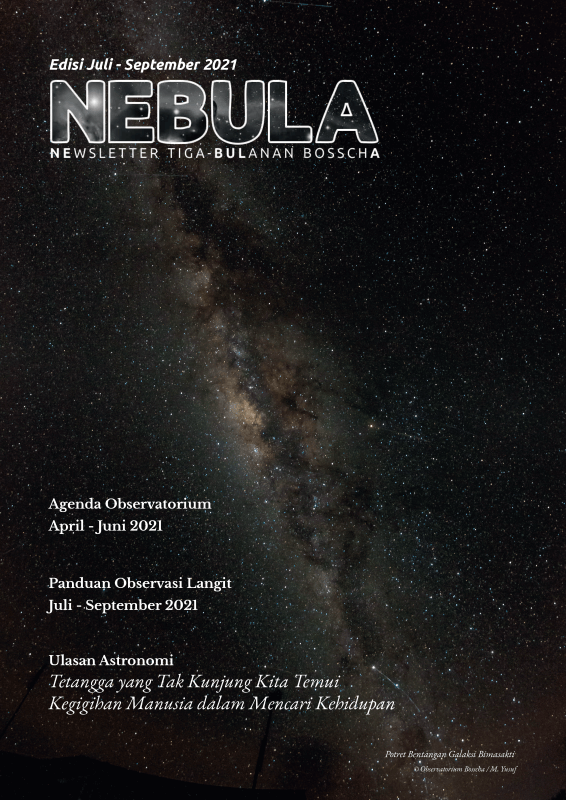 Edisi Juli - September 2021
NEBULA
NEWSLETTER TIGA-BULANAN BOSSCHA
Agenda Observatorium
April - Juni 2021
Panduan Observasi Langit
Juli - September 2021
Ulasan Astronomi
Tetangga yang Tak Kunjung Kita Temui
Kegigihan Manusia dalam Mencari Kehidupan
Potret Bentangan Galaksi Bimasakti
© Observatorium Bosscha / M. Yusuf